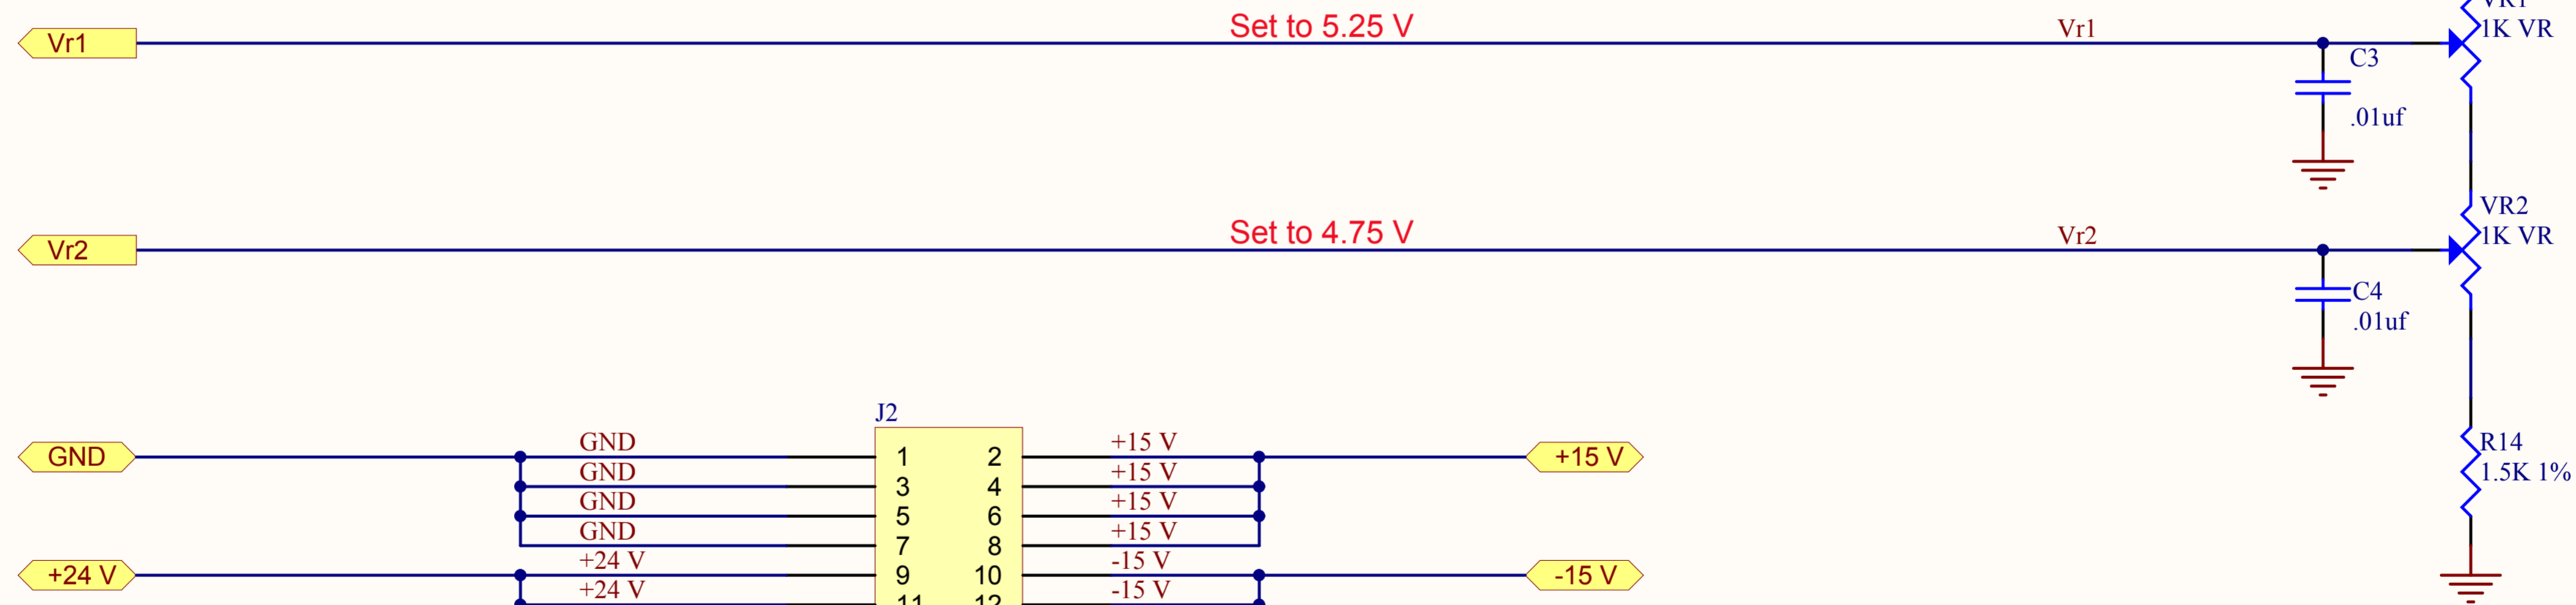 VR1
Set to 5.25 V
Vr1
Vr1
1K VR
C3
.01uf
VR2
Set to 4.75 V
Vr2
Vr2
1K VR
C4
.01uf
J2
GND
GND
1
2
+15 V
+15 V
R14
GND
3
4
+15 V
1.5K 1%
GND
5
6
+15 V
GND
7
8
+15 V
+24 V
+24 V
9
10
-15 V
-15 V
+24 V
11
12
-15 V